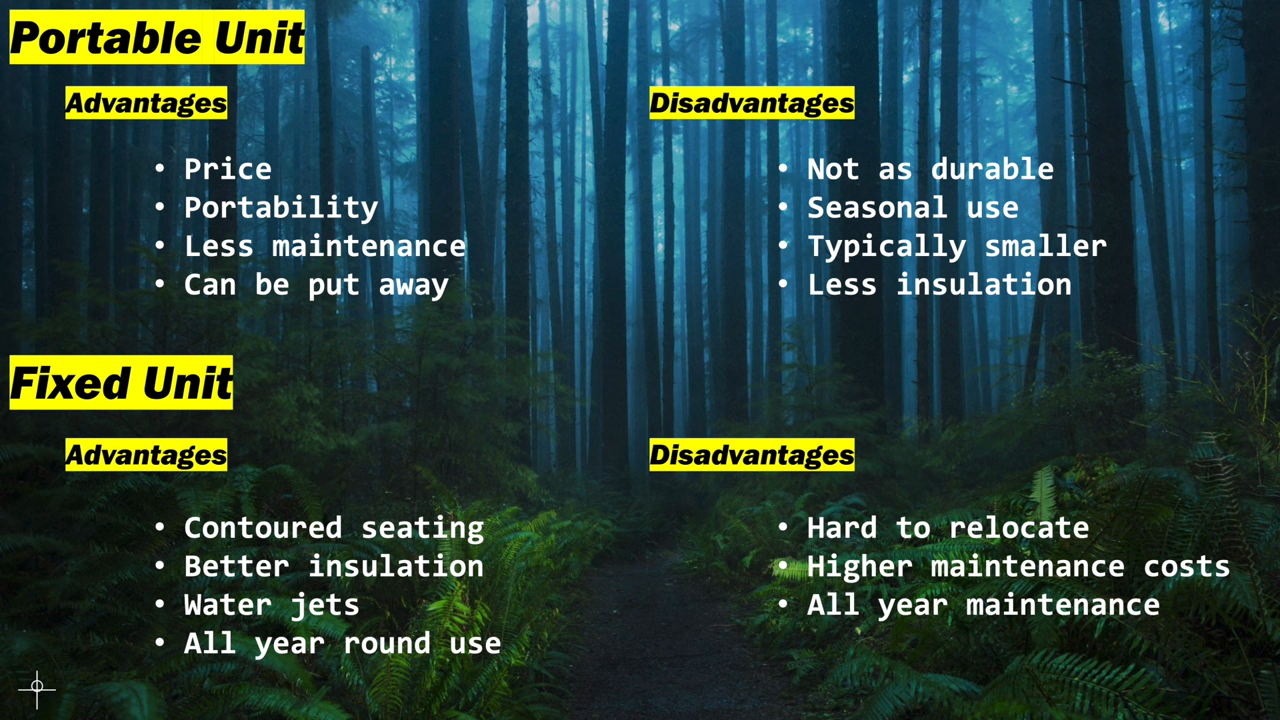 Portable Unit
Advantages
• Price
• Portability
• Less maintenance
• Can be put away
Disadvantages
• Not as durable
• Seasonal use
• Typically smaller
• Less insulation
Fixed Unit
Advantages
• Contoured seating
• Better insulation
• Water jets
• All year round use
Disadvantages
• Hard to relocate
• Higher maintenance costs
• All year maintenance